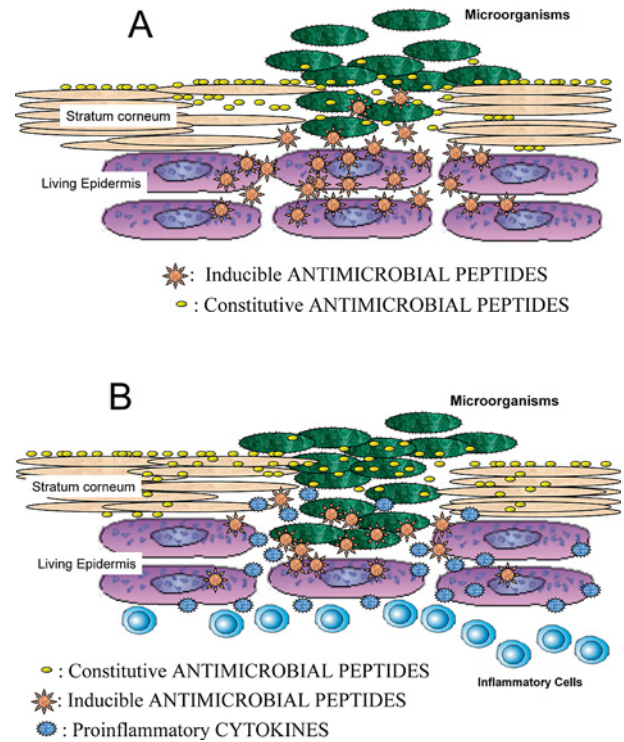 A
Microorganisms
Stratum corneum
Living Epidermis
: Inducible ANTIMICROBIAL PEPTIDES
: Constitutive ANTIMICROBIAL PEPTIDES
B
Microorganisms
Stratum corneum
Living Epidermis
: Constitutive ANTIMICROBIAL PEPTIDES
Inflammatory Cells
: Inducible ANTIMICROBIAL PEPTIDES
: Proinflammatory CYTOKINES